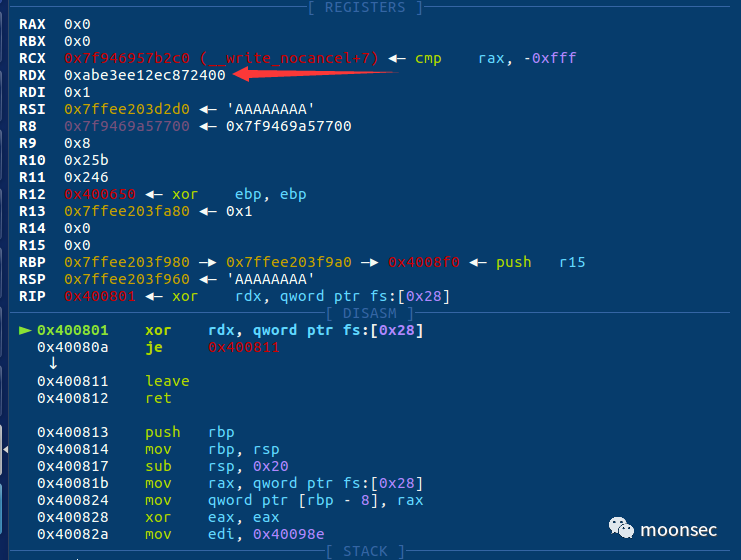 [ REGISTERS ]
RAX 0x0
RBX 0x0
RCX 0x7f946957b2c0 (__write_nocancel+7) ◂— cmp rax, -0xfff
RDX 0xabe3ee12ec872400
RDI 0x1
RSI 0x7ffee203d2d0 ◂— 'AAAAAAAA'
R8 0x7f9469a57700 ◂— 0x7f9469a57700
R9 0x8
R10 0x25b
R11 0x246
R12 0x400650 ◂— xor ebp, ebp
R13 0x7ffee203fa80 ◂— 0x1
R14 0x0
R15 0x0
RBP 0x7ffee203f980 —▸ 0x7ffee203f9a0 —▸ 0x4008f0 ◂— push r15
RSP 0x7ffee203f960 ◂— 'AAAAAAAA'
RIP 0x400801 ◂— xor rdx, qword ptr fs:[0x28]
[ DISASM ]
► 0x400801 xor rdx, qword ptr fs:[0x28]
0x40080a je 0x400811
↓
0x400811 leave
0x400812 ret
0x400813 push rbp
0x400814 mov rbp, rsp
0x400817 sub rsp, 0x20
0x40081b mov rax, qword ptr fs:[0x28]
0x400824 mov qword ptr [rbp - 8], rax
0x400828 xor eax, eax
0x40082a mov edi, 0x40098e
moonsec
[ STACK ]